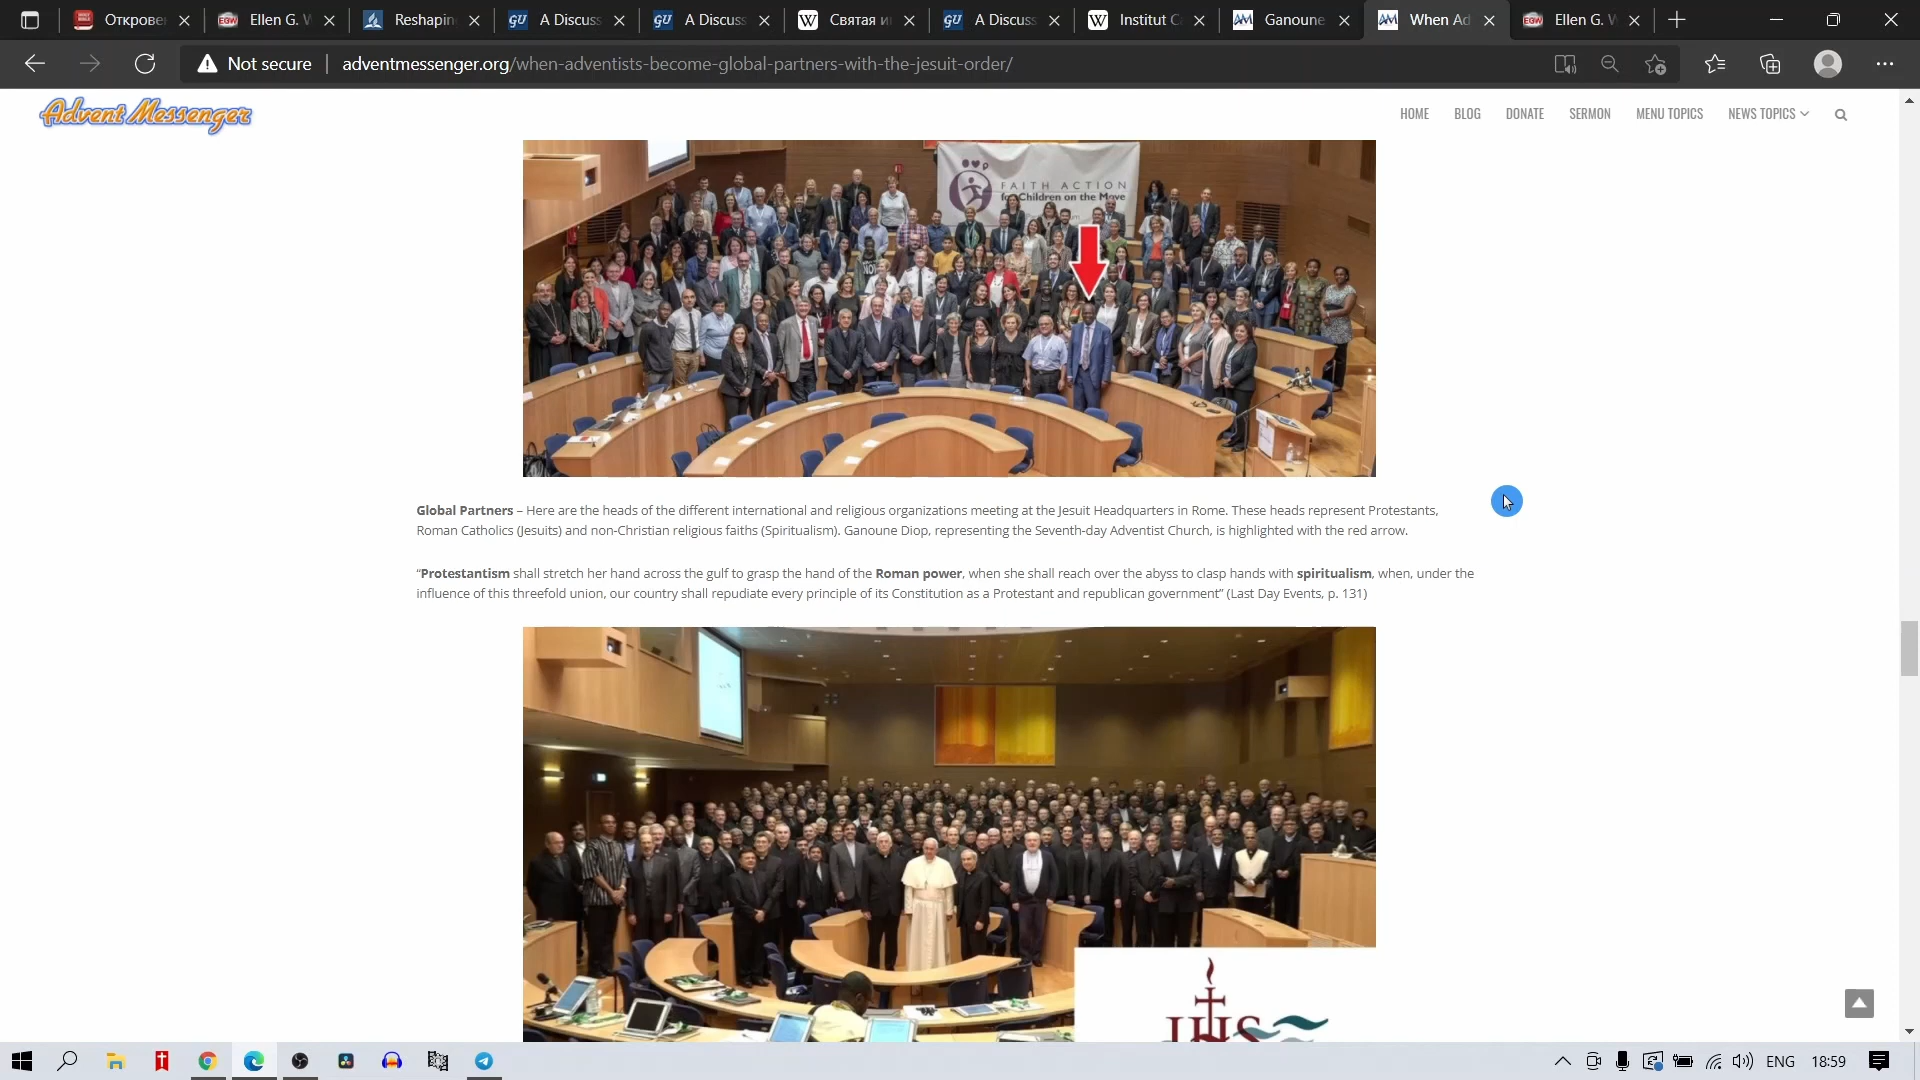 Открове
Ellen G. W
Reshapin
A Discuss
A Discuss
Святая и
A Discuss
Institut C
Ganoune
When Ad
Ellen G. W
Not secure
adventmessenger.org/when-adventists-become-global-partners-with-the-jesuit-order/
Advent Messenger
HOME
BLOG
DONATE
SERMON
MENU TOPICS
NEWS TOPICS
FAITH ACTION
for Children on the Move
Global Partners – Here are the heads of the different international and religious organizations meeting at the Jesuit Headquarters in Rome. These heads represent Protestants,
Roman Catholics (Jesuits) and non-Christian religious faiths (Spiritualism). Ganoune Diop, representing the Seventh-day Adventist Church, is highlighted with the red arrow.
“Protestantism shall stretch her hand across the gulf to grasp the hand of the Roman power, when she shall reach over the abyss to clasp hands with spiritualism, when, under the
influence of this threefold union, our country shall repudiate every principle of its Constitution as a Protestant and republican government” (Last Day Events, p. 131)
IHS
ENG
18:59